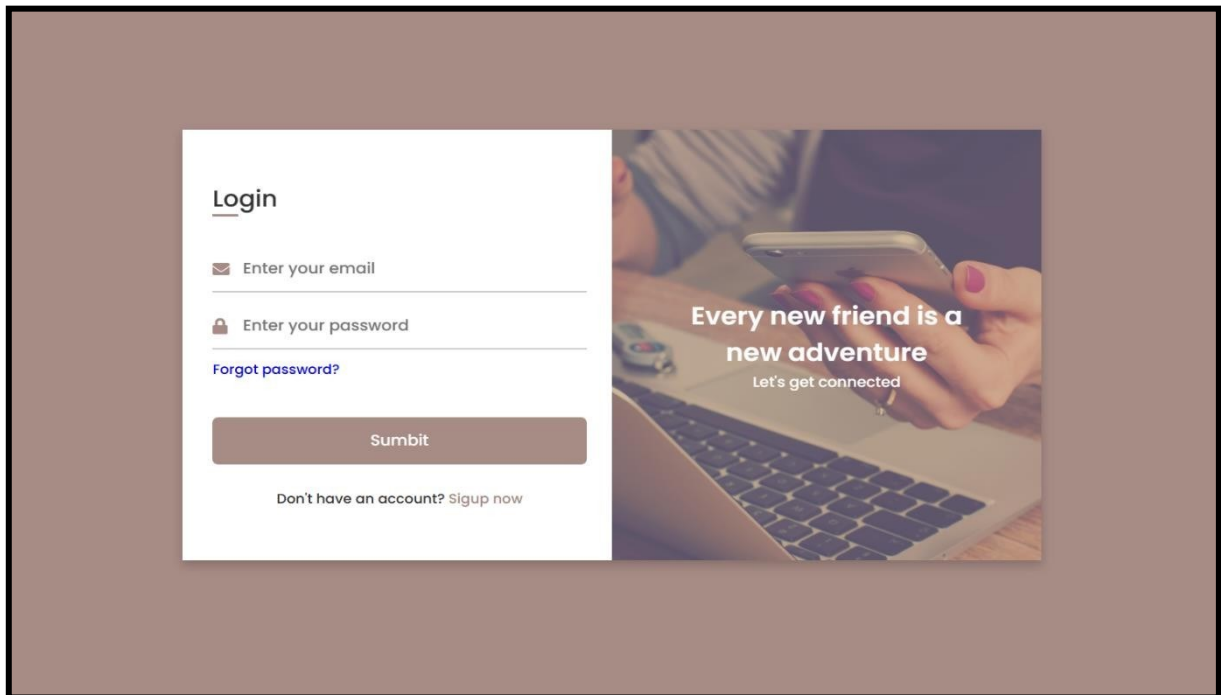 Login
Enter your email
Enter your password
Forgot password?
Sumbit
Don't have an account? Sigup now
Every new friend is a
new adventure
Let's get connected